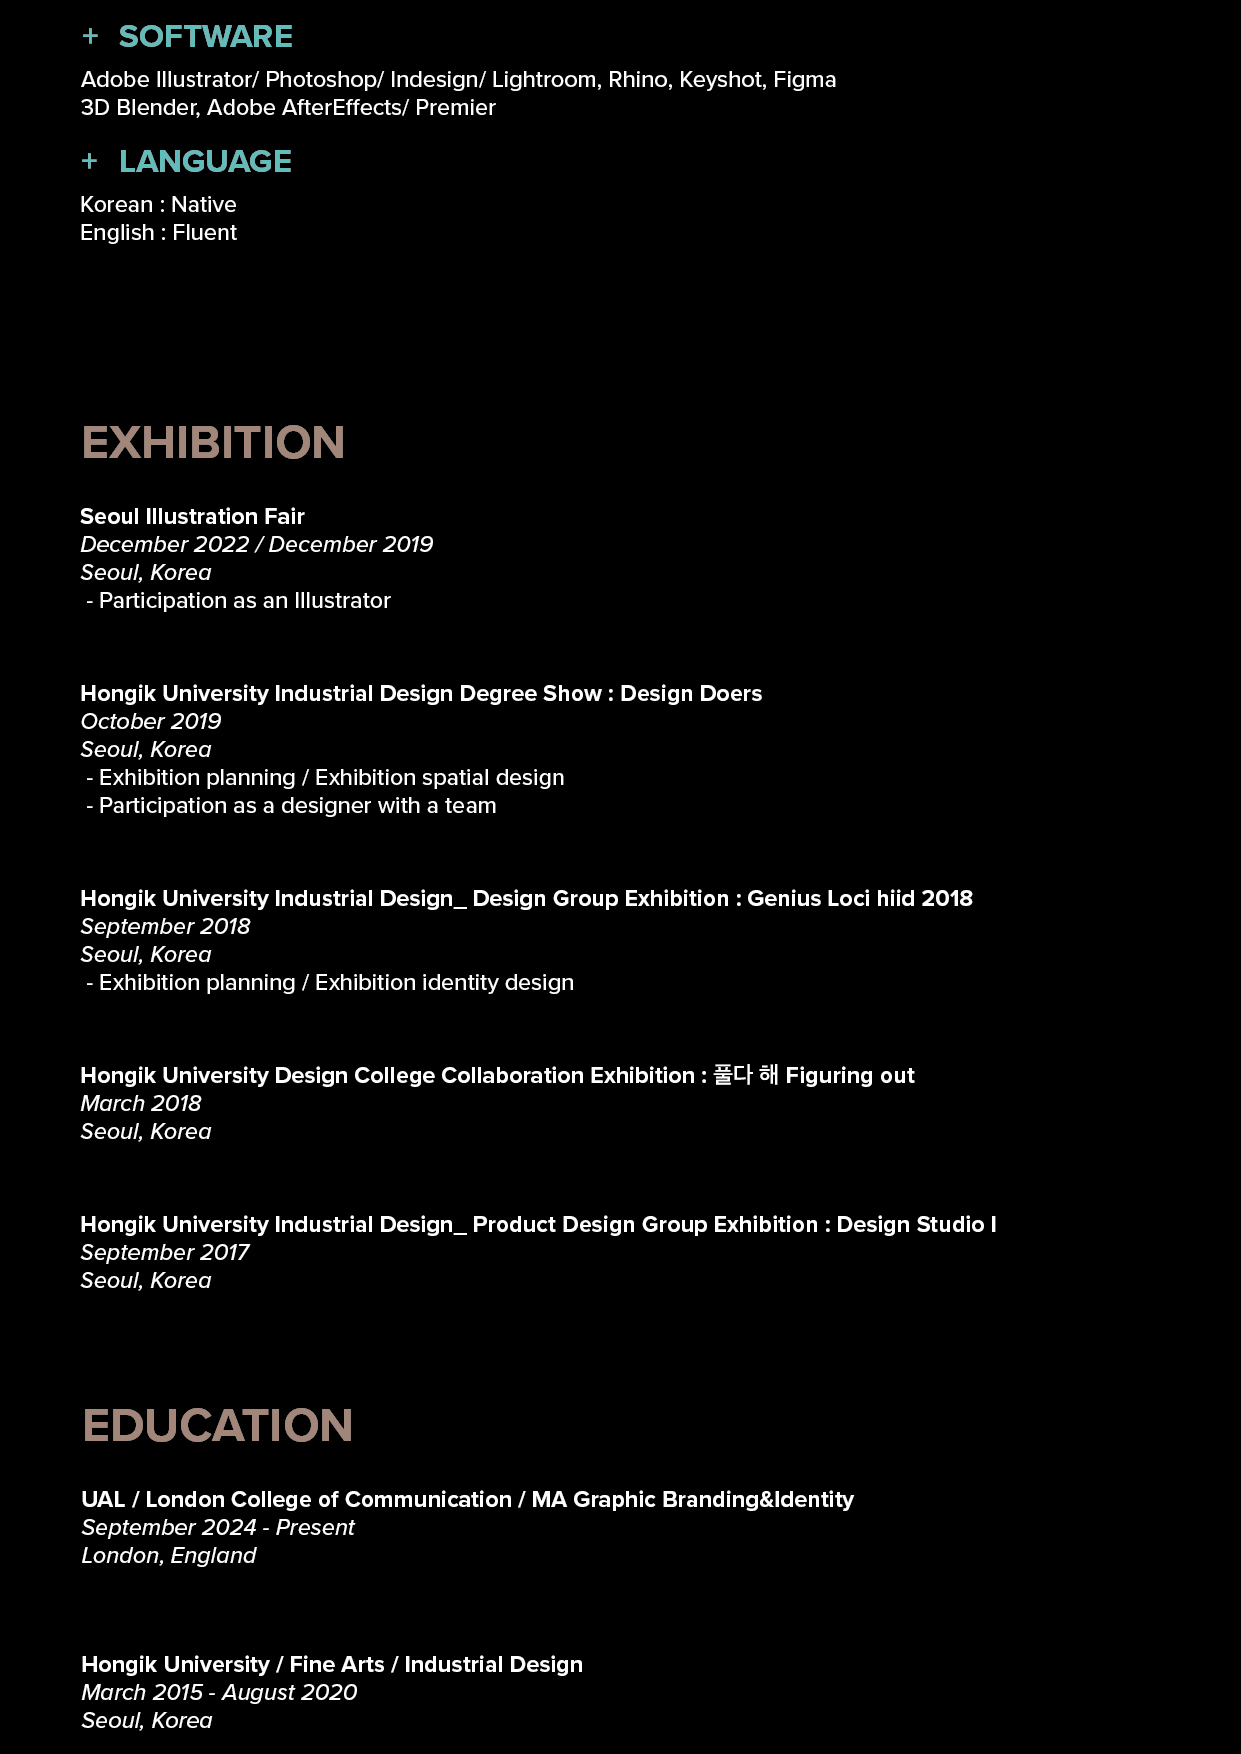 + SOFTWARE
Adobe Illustrator/ Photoshop/ Indesign/ Lightroom, Rhino, Keyshot, Figma
3D Blender, Adobe AfterEffects/ Premier
+ LANGUAGE
Korean : Native
English : Fluent
EXHIBITION
Seoul Illustration Fair
December 2022 / December 2019
Seoul, Korea
- Participation as an Illustrator
Hongik University Industrial Design Degree Show : Design Doers
October 2019
Seoul, Korea
- Exhibition planning / Exhibition spatial design
- Participation as a designer with a team
Hongik University Industrial Design_ Design Group Exhibition : Genius Loci hiid 2018
September 2018
Seoul, Korea
- Exhibition planning / Exhibition identity design
Hongik University Design College Collaboration Exhibition : 풀다 해 Figuring out
March 2018
Seoul, Korea
Hongik University Industrial Design_ Product Design Group Exhibition : Design Studio I
September 2017
Seoul, Korea
EDUCATION
UAL / London College of Communication / MA Graphic Branding&Identity
September 2024 - Present
London, England
Hongik University / Fine Arts / Industrial Design
March 2015 - August 2020
Seoul, Korea